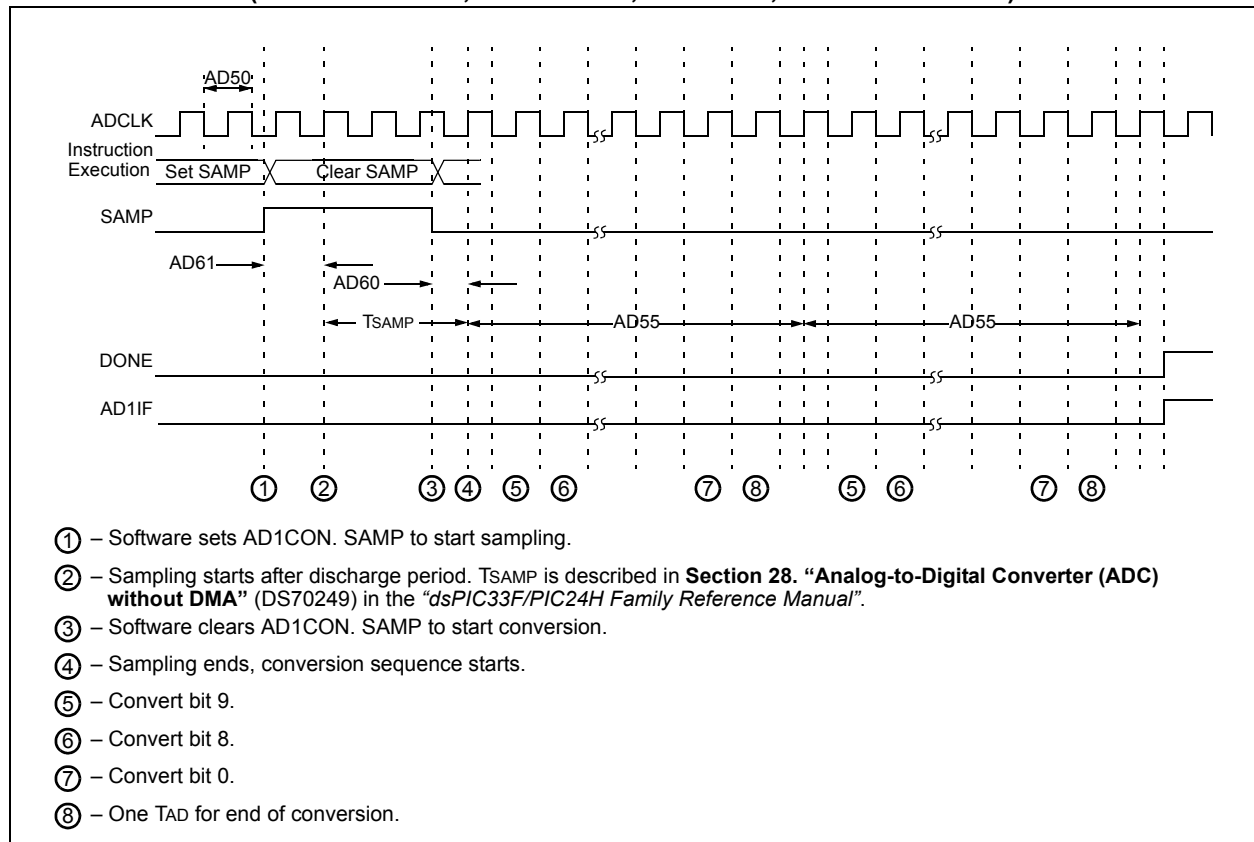 AD50
ADCLK
Instruction
Execution
Set SAMP
Clear SAMP
SAMP
AD61
AD60
TSAMP
AD55
AD55
DONE
AD1IF
1 2 3 4 5 6 7 8 5 6 7 8
1 – Software sets AD1CON. SAMP to start sampling.
2 – Sampling starts after discharge period. TSAMP is described in Section 28. “Analog-to-Digital Converter (ADC)
without DMA” (DS70249) in the “dsPIC33F/PIC24H Family Reference Manual”.
3 – Software clears AD1CON. SAMP to start conversion.
4 – Sampling ends, conversion sequence starts.
5 – Convert bit 9.
6 – Convert bit 8.
7 – Convert bit 0.
8 – One TAD for end of conversion.